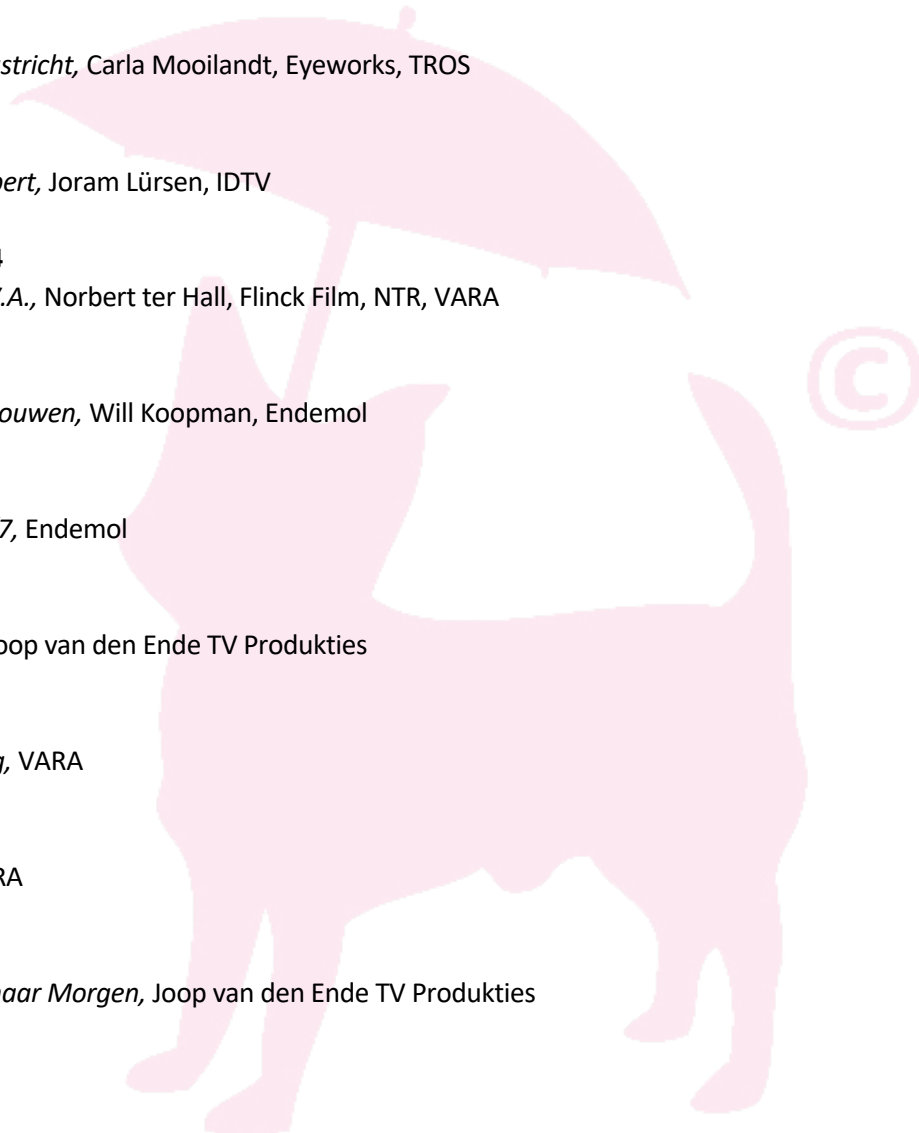 stricht, Carla Mooilandt, Eyeworks, TROS
ert, Joram Lürsen, IDTV
4
.A., Norbert ter Hall, Flinck Film, NTR, VARA
ouwen, Will Koopman, Endemol
7, Endemol
oop van den Ende TV Produkties
g, VARA
RA
naar Morgen, Joop van den Ende TV Produkties
©